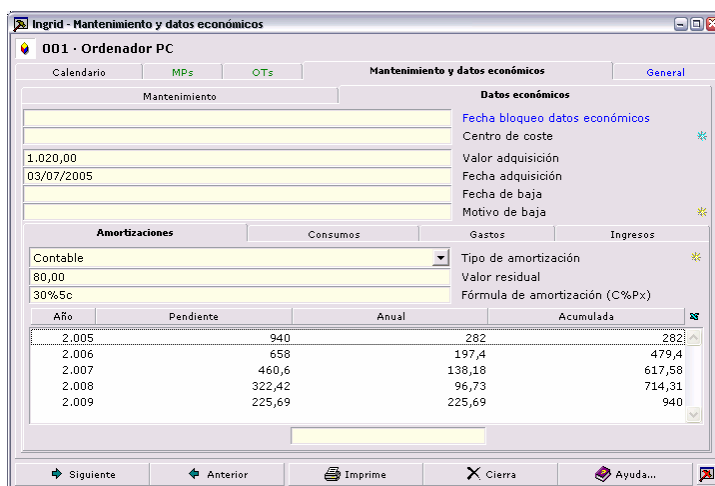 Ingrid - Mantenimiento y datos económicos
001 · Ordenador PC
Calendario MPs OTs Mantenimiento y datos económicos General
Mantenimiento Datos económicos
Fecha bloqueo datos económicos
Centro de coste
1.020,00 Valor adquisición
03/07/2005 Fecha adquisición
Fecha de baja
Motivo de baja
Amortizaciones Consumos Gastos Ingresos
Contable Tipo de amortización
80,00 Valor residual
30%5c Fórmula de amortización (C%Px)
Año Pendiente Anual Acumulada
2.005 940 282 282
2.006 658 197,4 479,4
2.007 460,6 138,18 617,58
2.008 322,42 96,73 714,31
2.009 225,69 225,69 940
Siguiente Anterior Imprime Cierra Ayuda...